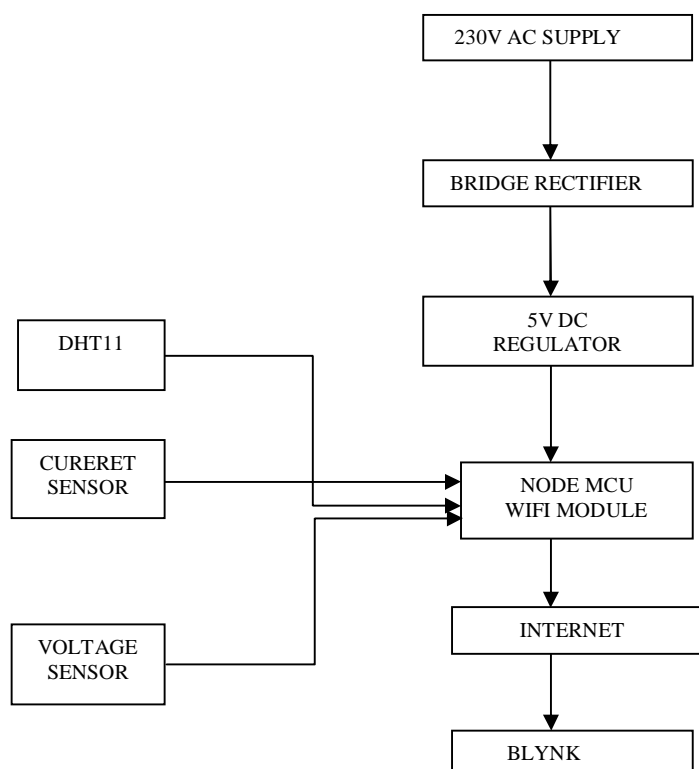 230V AC SUPPLY
BRIDGE RECTIFIER
5V DC
REGULATOR
DHT11
CURERET
SENSOR
NODE MCU
WIFI MODULE
INTERNET
VOLTAGE
SENSOR
BLYNK